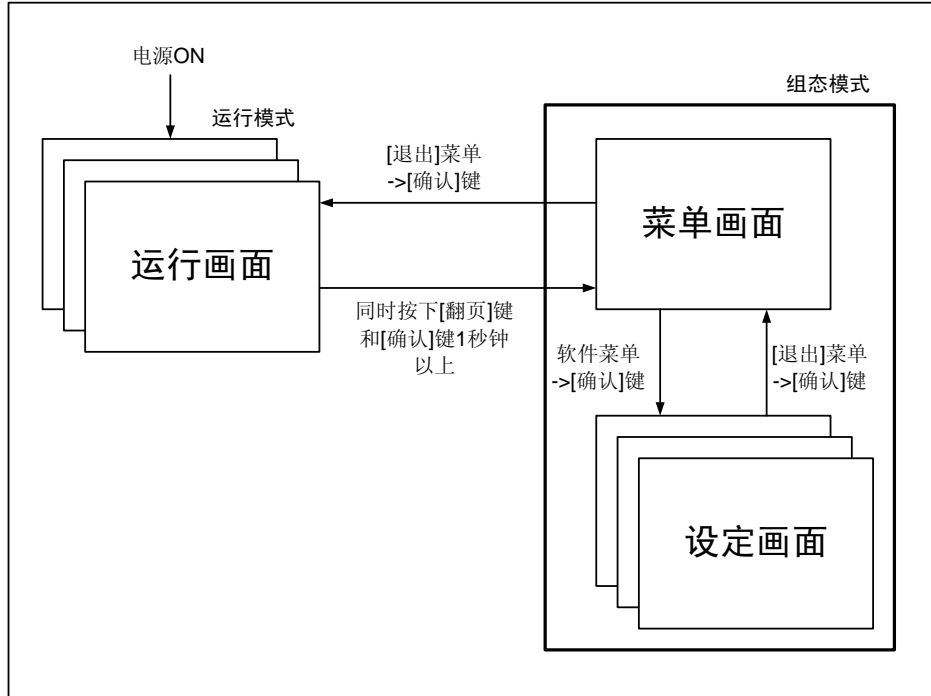 电源ON
运行模式
组态模式
[退出]菜单
->[确认]键
菜单画面
运行画面
同时按下[翻页]键
和[确认]键1秒钟
以上
软件菜单
->[确认]键
[退出]菜单
->[确认]键
设定画面